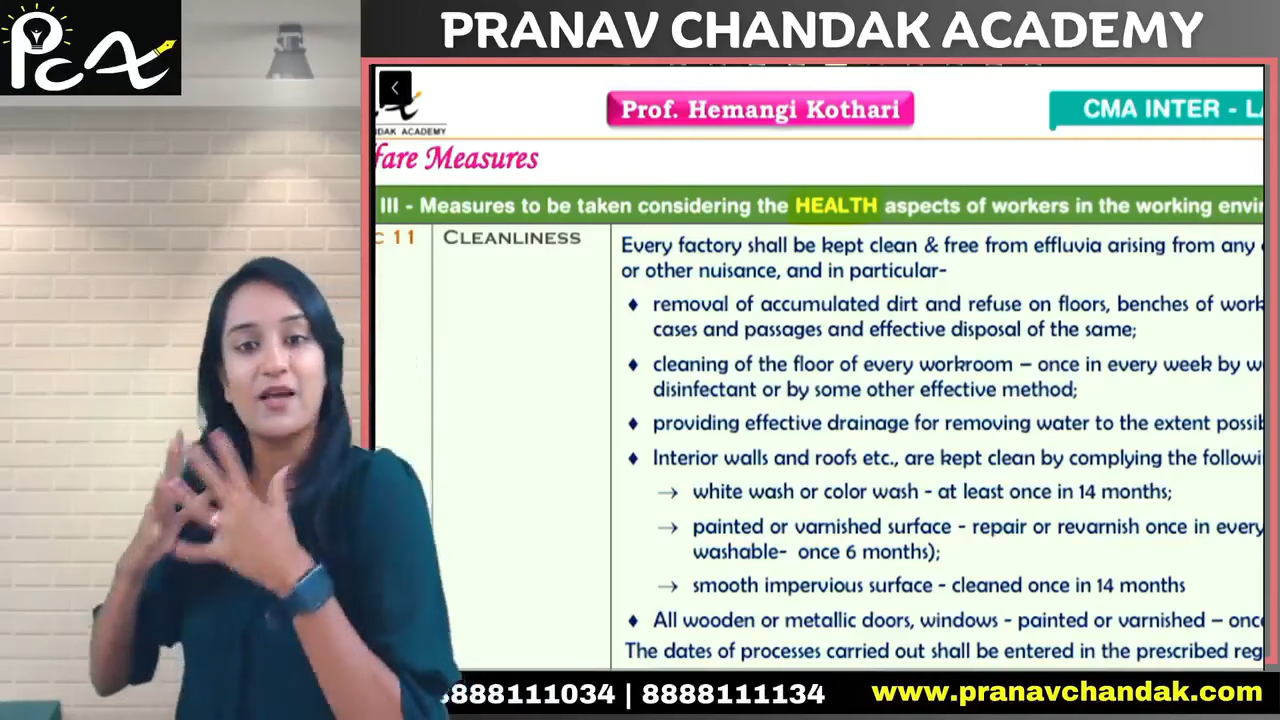 PCA
PRANAV CHANDAK ACADEMY
DAK ACADEMY
Prof. Hemangi Kothari
CMA INTER - LA
fare Measures
III - Measures to be taken considering the HEALTH aspects of workers in the working envi
c 11
CLEANLINESS
Every factory shall be kept clean & free from effluvia arising from any
or other nuisance, and in particular-
♦ removal of accumulated dirt and refuse on floors, benches of work
cases and passages and effective disposal of the same;
♦ cleaning of the floor of every workroom – once in every week by w
disinfectant or by some other effective method;
♦ providing effective drainage for removing water to the extent possib
♦ Interior walls and roofs etc., are kept clean by complying the followi
→ white wash or color wash - at least once in 14 months;
→ painted or varnished surface - repair or revarnish once in every
washable- once 6 months);
→ smooth impervious surface - cleaned once in 14 months
♦ All wooden or metallic doors, windows - painted or varnished – onc
The dates of processes carried out shall be entered in the prescribed reg
8888111034 | 8888111134
www.pranavchandak.com